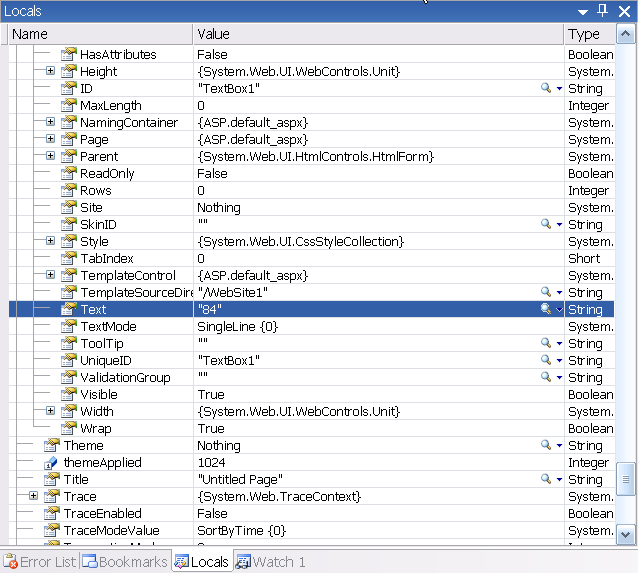 Locals
Name Value Type
HasAttributes False Boolean
Height {System.Web.UI.WebControls.Unit} System.
ID "TextBox1" String
MaxLength 0 Integer
NamingContainer {ASP.default_aspx} System.
Page {ASP.default_aspx} System.
Parent {System.Web.UI.HtmlControls.HtmlForm} System.
ReadOnly False Boolean
Rows 0 Integer
Site Nothing System.
SkinID "" String
Style {System.Web.UI.CssStyleCollection} System.
TabIndex 0 Short
TemplateControl {ASP.default_aspx} System.
TemplateSourceDire "/WebSite1" String
Text "84" String
TextMode SingleLine {0} System.
ToolTip "" String
UniqueID "TextBox1" String
ValidationGroup "" String
Visible True Boolean
Width {System.Web.UI.WebControls.Unit} System.
Wrap True Boolean
Theme Nothing String
themeApplied 1024 Integer
Title "Untitled Page" String
Trace {System.Web.TraceContext} System.
TraceEnabled False Boolean
TraceModeValue SortByTime {0} System.
Error List Bookmarks Locals Watch 1